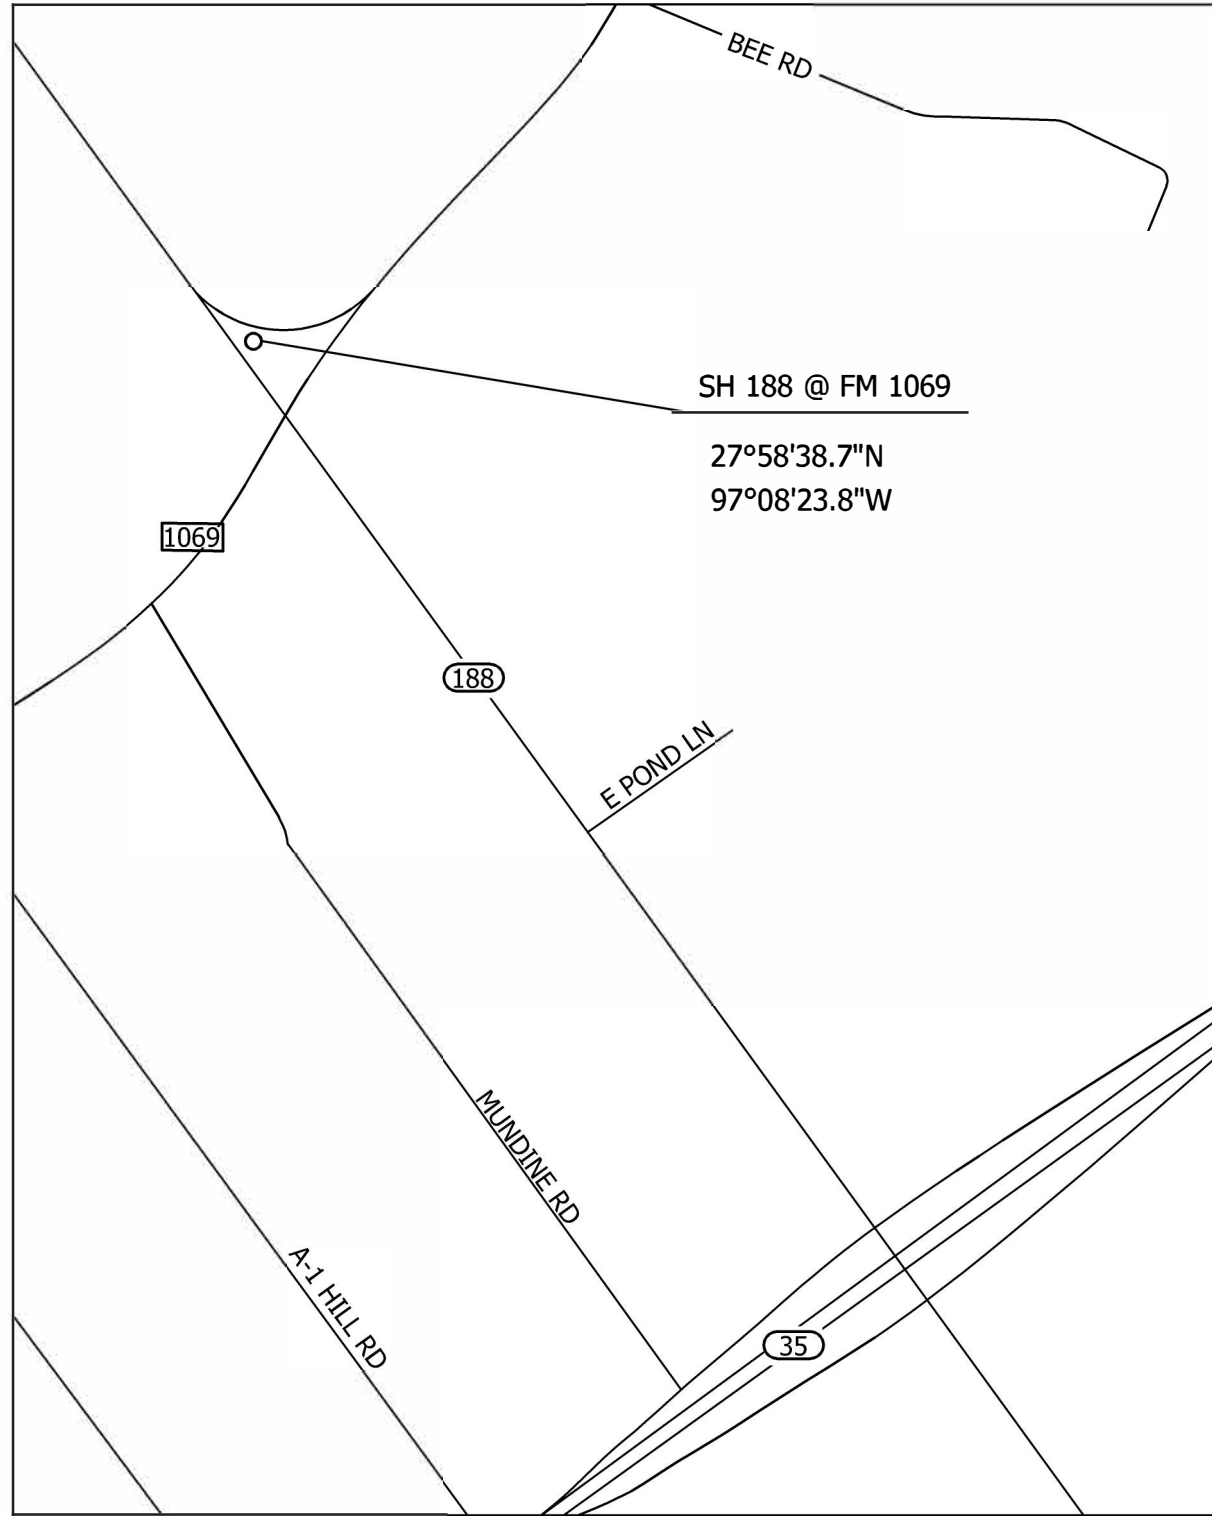 BEE RD
SH 188 @ FM 1069
27°58'38.7"N
97°08'23.8"W
1069
188
E POND LN
MUNDINE RD
A-1 HILL RD
35